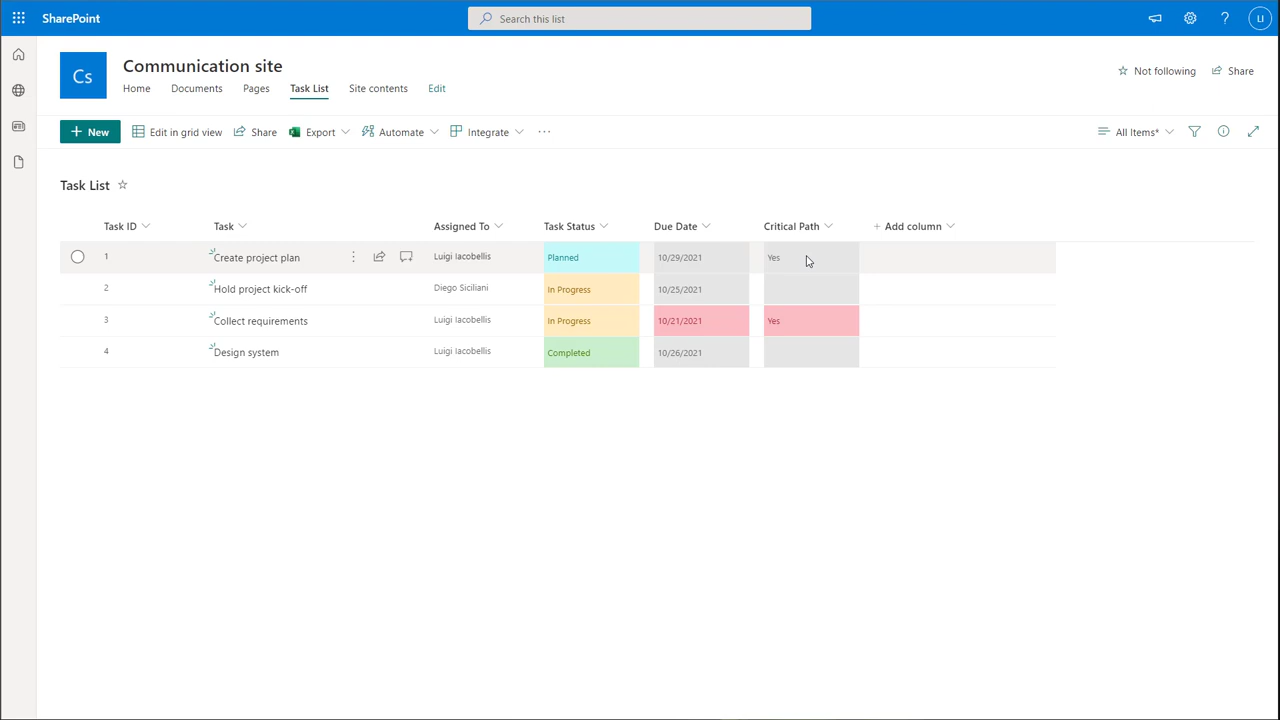 SharePoint
Search this list
?
LI
Cs
Communication site
Home Documents Pages Task List Site contents Edit
Not following Share
+ New Edit in grid view Share Export Automate Integrate ...
All Items*
Task List
Task ID Task Assigned To Task Status Due Date Critical Path + Add column
1 Create project plan Luigi Iacobellis Planned 10/29/2021 Yes
2 Hold project kick-off Diego Siciliani In Progress 10/25/2021
3 Collect requirements Luigi Iacobellis In Progress 10/21/2021 Yes
4 Design system Luigi Iacobellis Completed 10/26/2021